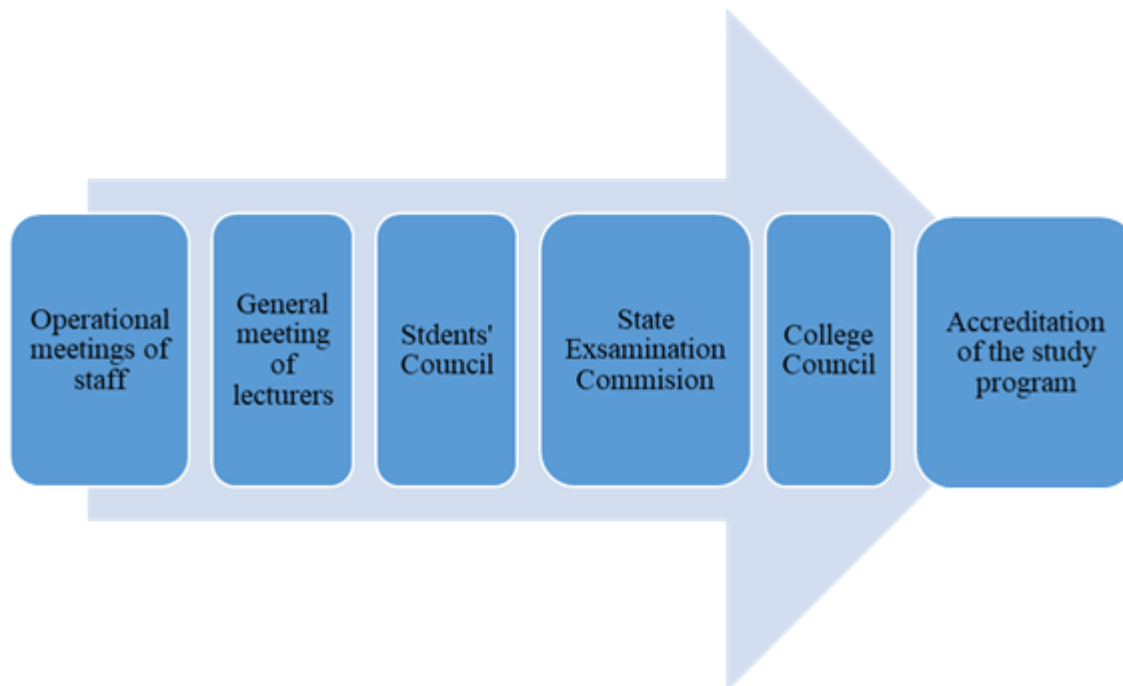 Operational
meetings of
staff
General
meeting
of
lecturers
Stdents'
Council
State
Exsamination
Commision
College
Council
Accreditation
of the study
program